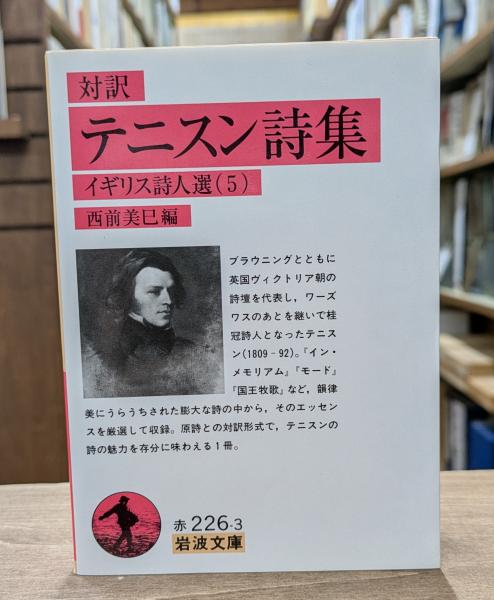 対訳
テニスン詩集
イギリス詩人選(5)
西前美巳編
ブラウニングとともに
英国ヴィクトリア朝の
詩壇を代表し，ワーズ
ワスのあとを継いで桂
冠詩人となったテニス
ン(1809‐92)。『イン・
メモリアム』『モード』
『国王牧歌』など，韻律
美にうらうちされた膨大な詩の中から，そのエッセン
スを厳選して収録。原詩との対訳形式で，テニスンの
詩の魅力を存分に味わえる1冊。
赤226-3
岩波文庫